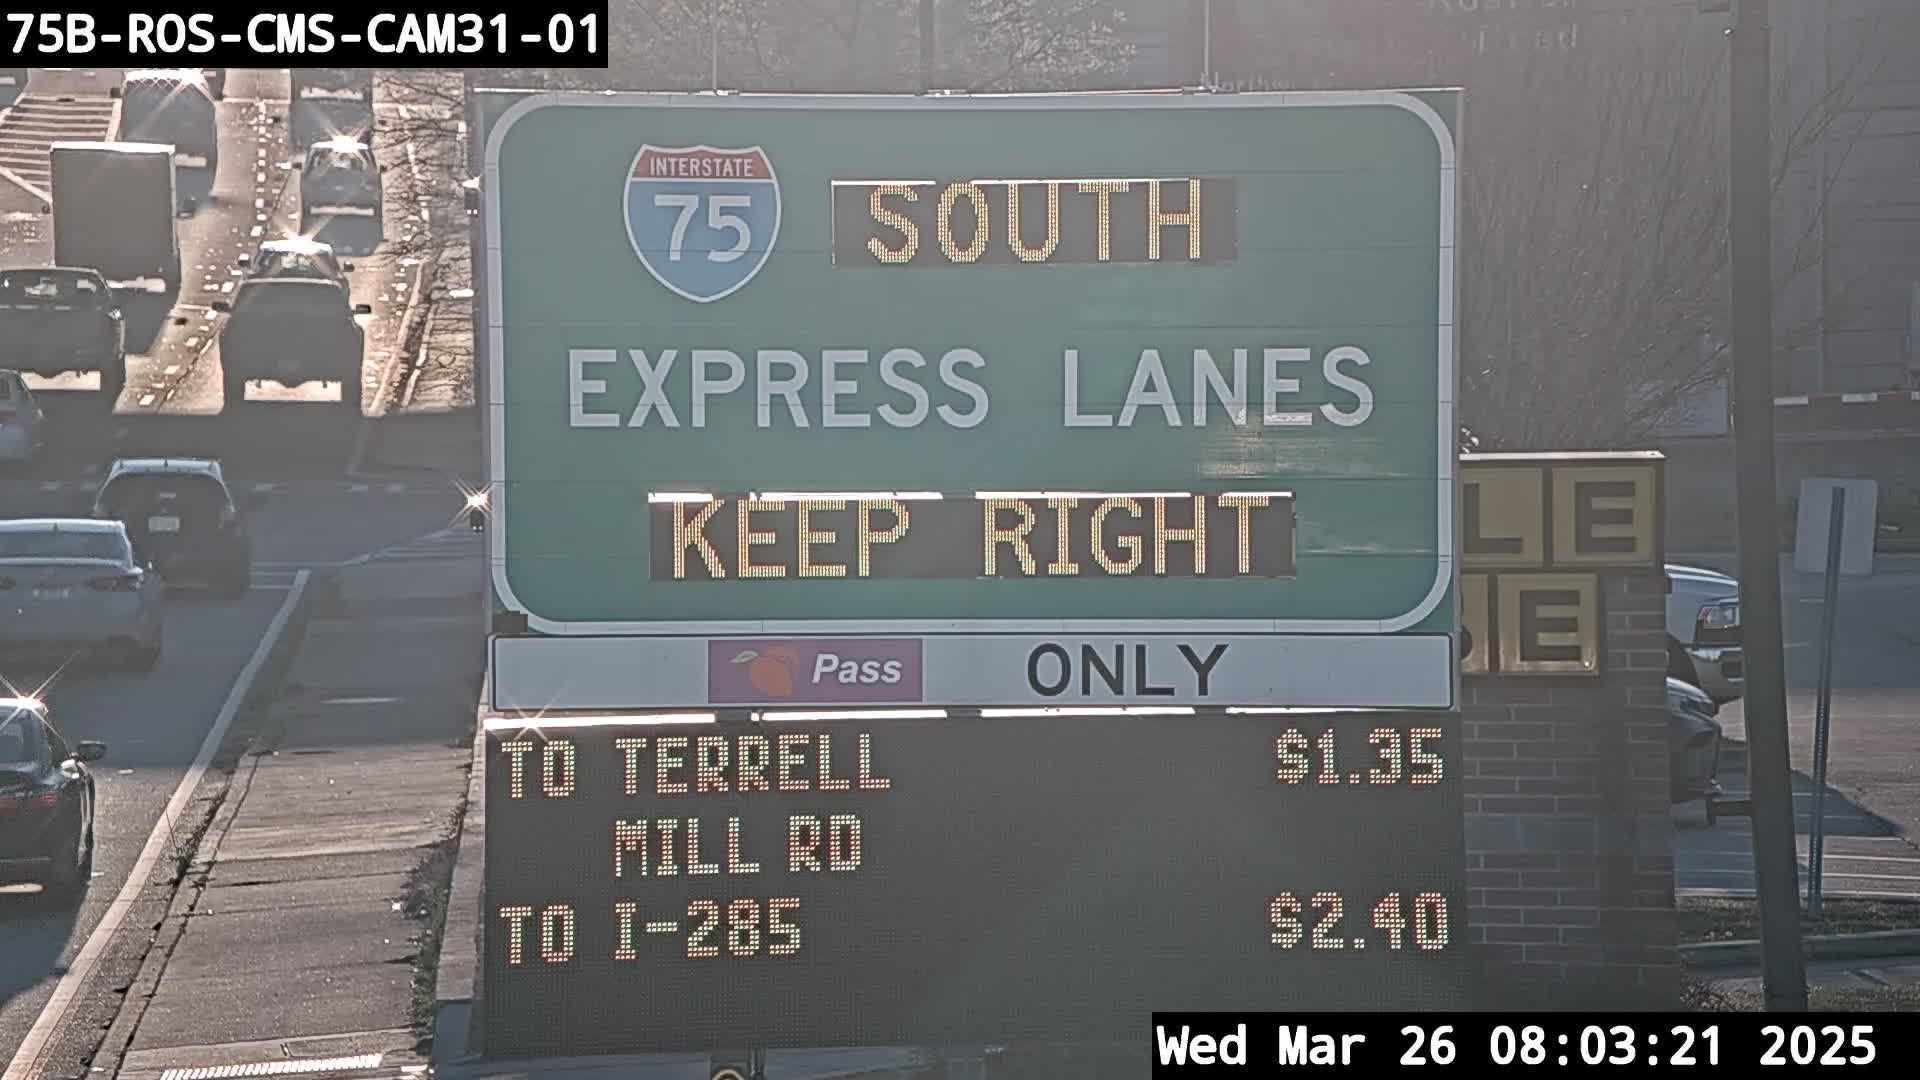 75B-ROS-CMS-CAM31-01
INTERSTATE
75
SOUTH
EXPRESS LANES
KEEP RIGHT
Pass ONLY
TO TERRELL $1.35
MILL RD
TO I-285 $2.40
Wed Mar 26 08:03:21 2025